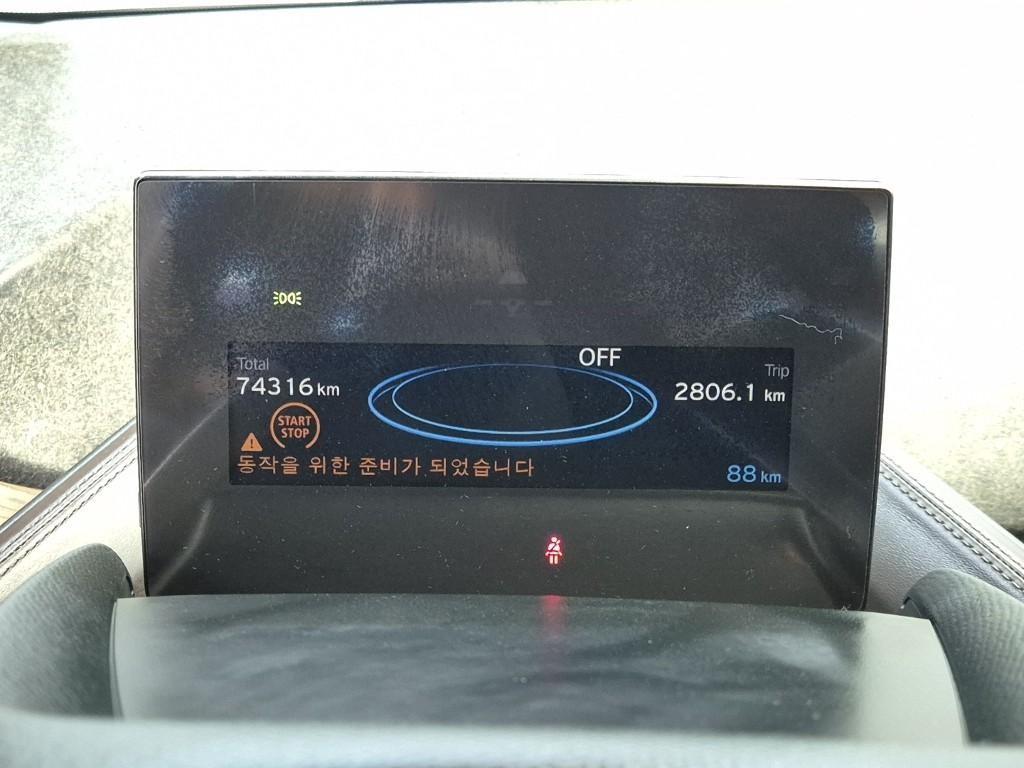 OFF
Total
Trip
74316 km
2806.1 km
START
STOP
동작을 위한 준비가 되었습니다
88 km